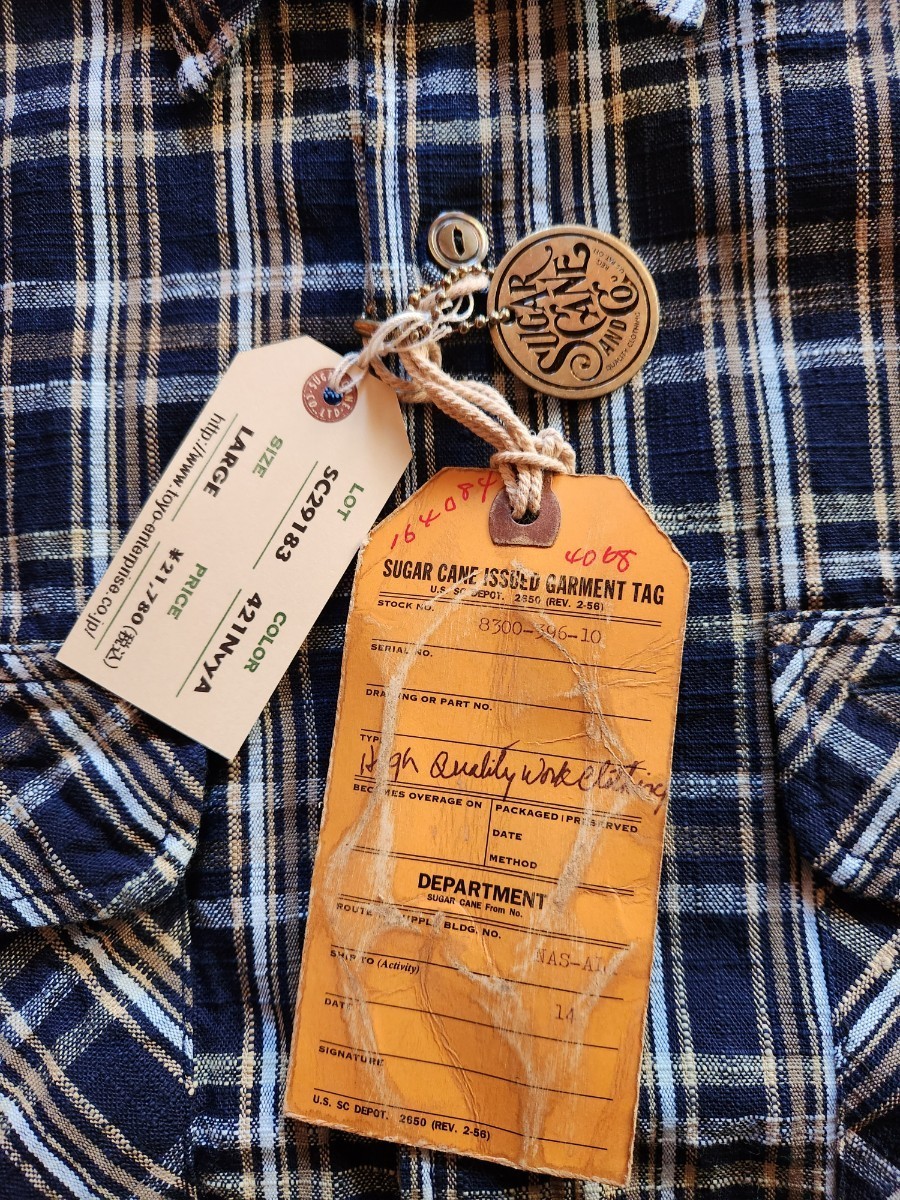 SUGAR
CANE
AND Co
QUALITY CLOTHING
LOT
SC29183
COLOR
421NVYA
SIZE
LARGE
PRICE
¥21,780(税込)
http://www.toyo-enterprise.co.jp/
164084
4068
SUGAR CANE ISSUED GARMENT TAG
U.S. SC DEPOT. 2650 (REV. 2-56)
STOCK NO.
8300-396-10
SERIAL NO.
DRAWING OR PART NO.
TYPE
High Quality Work Clothing
BECOMES OVERAGE ON
PACKAGED | PRESERVED
DATE
METHOD
DEPARTMENT
SUGAR CANE From No.
BLDG. NO.
NAS-
SHIP TO (Activity)
14
DATE
SIGNATURE
U.S. SC DEPOT. 2650 (REV. 2-56)